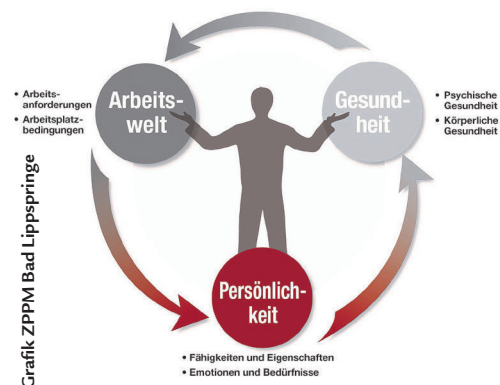 Arbeits-
welt
• Arbeits-
anforderungen
• Arbeitsplatz-
bedingungen
Gesund-
heit
• Psychische
Gesundheit
• Körperliche
Gesundheit
Persönlich-
keit
• Fähigkeiten und Eigenschaften
• Emotionen und Bedürfnisse
Grafik ZPPM Bad Lippspringe